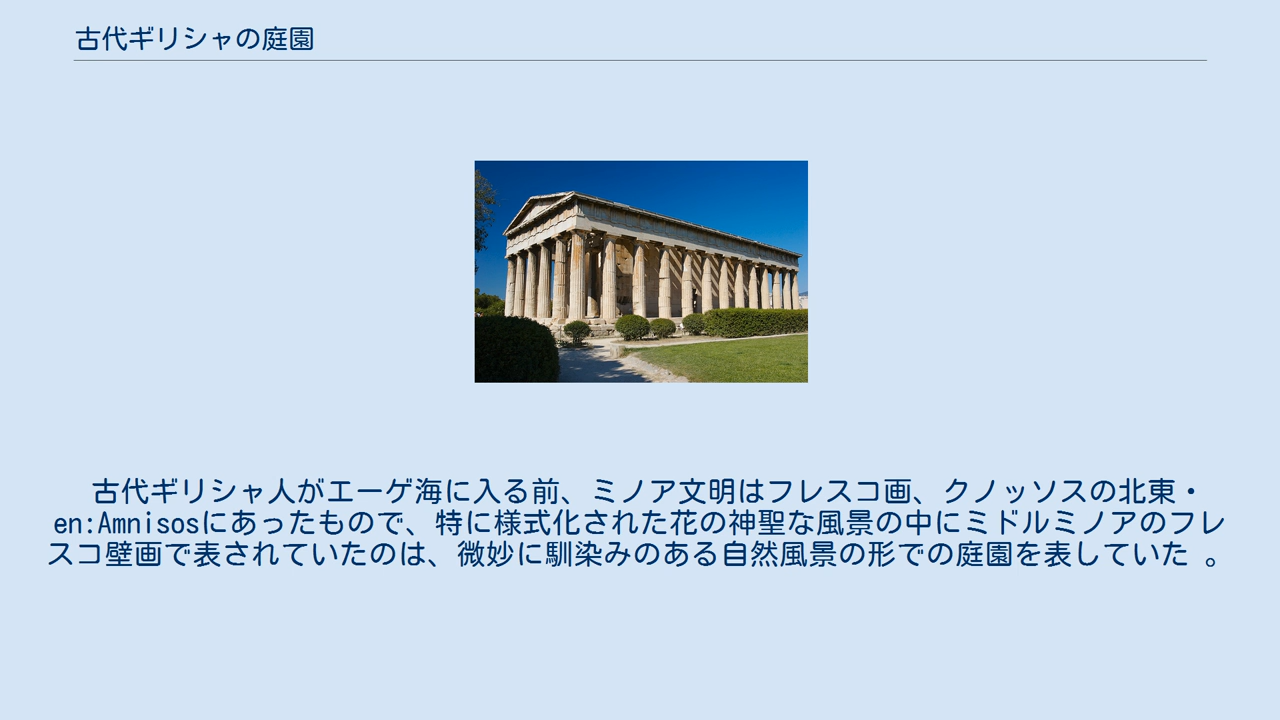 古代ギリシャの庭園
古代ギリシャ人がエーゲ海に入る前、ミノア文明はフレスコ画、クノッソスの北東・
en:Amnisosにあったもので、特に様式化された花の神聖な風景の中にミドルミノアのフレ
スコ壁画で表されていたのは、微妙に馴染みのある自然風景の形での庭園を表していた 。